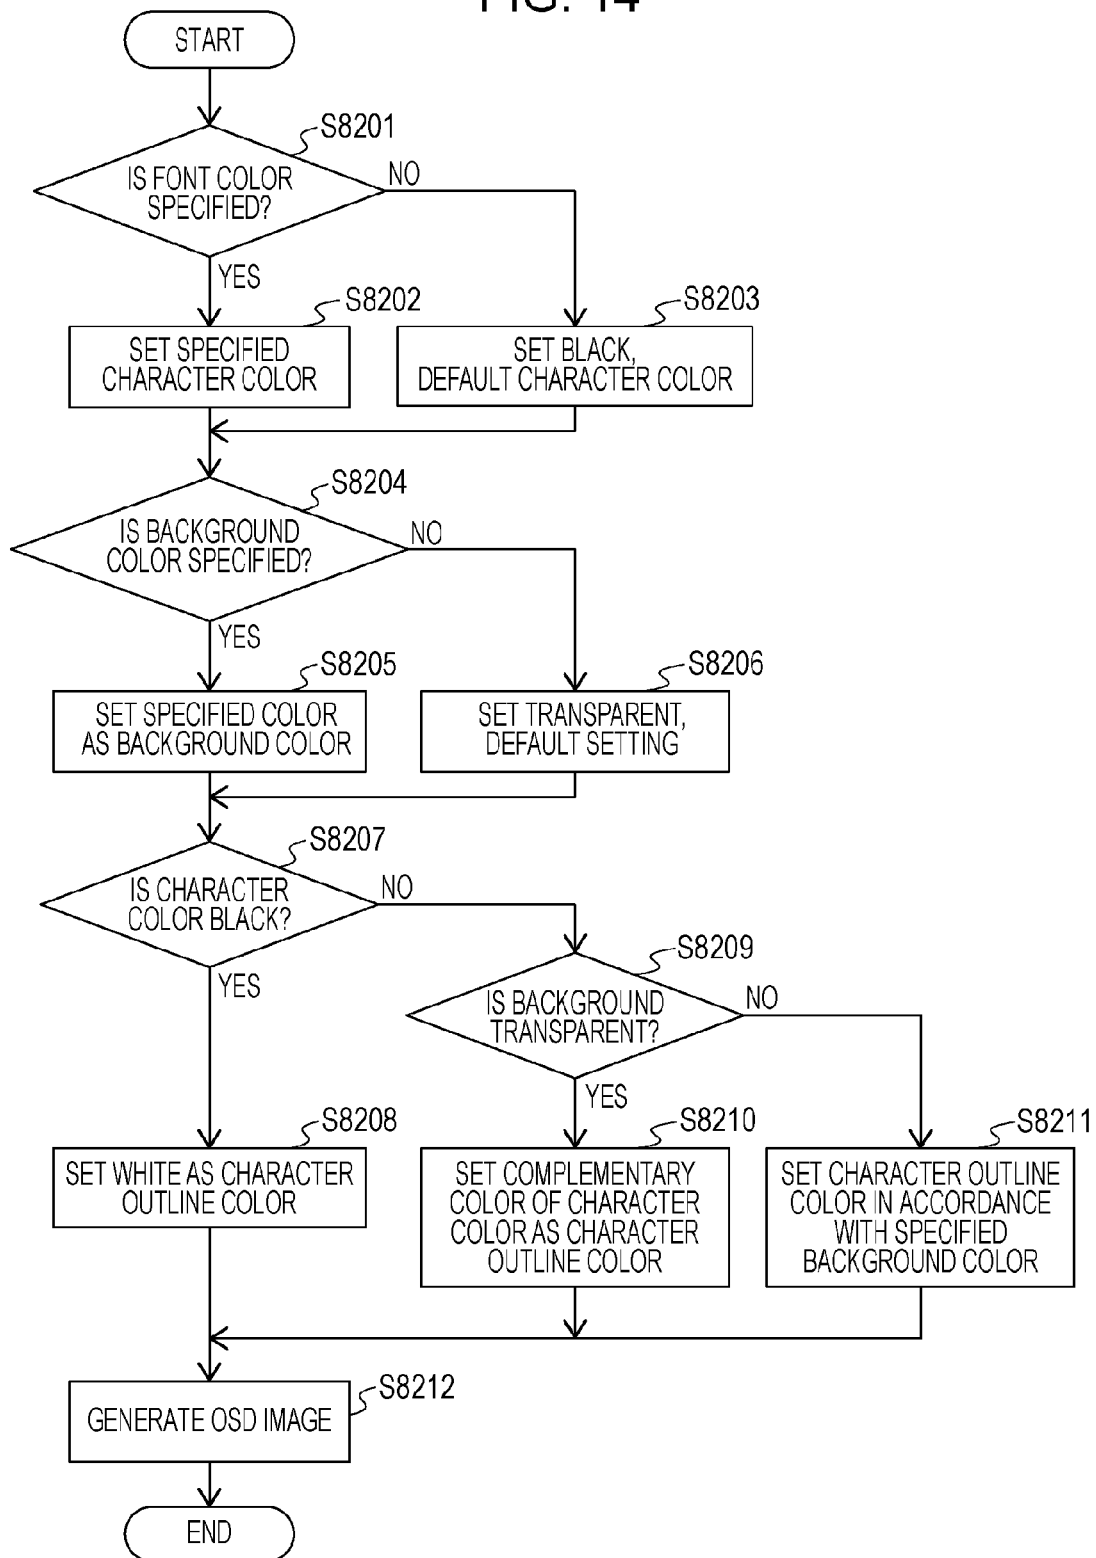 FIG. 14
START
S8201
IS FONT COLOR
SPECIFIED?
NO
YES
S8202
SET SPECIFIED
CHARACTER COLOR
S8203
SET BLACK,
DEFAULT CHARACTER COLOR
S8204
IS BACKGROUND
COLOR SPECIFIED?
NO
YES
S8205
SET SPECIFIED COLOR
AS BACKGROUND COLOR
S8206
SET TRANSPARENT,
DEFAULT SETTING
S8207
IS CHARACTER
COLOR BLACK?
NO
YES
S8209
IS BACKGROUND
TRANSPARENT?
NO
YES
S8208
SET WHITE AS CHARACTER
OUTLINE COLOR
S8210
SET COMPLEMENTARY
COLOR OF CHARACTER
COLOR AS CHARACTER
OUTLINE COLOR
S8211
SET CHARACTER OUTLINE
COLOR IN ACCORDANCE
WITH SPECIFIED
BACKGROUND COLOR
S8212
GENERATE OSD IMAGE
END